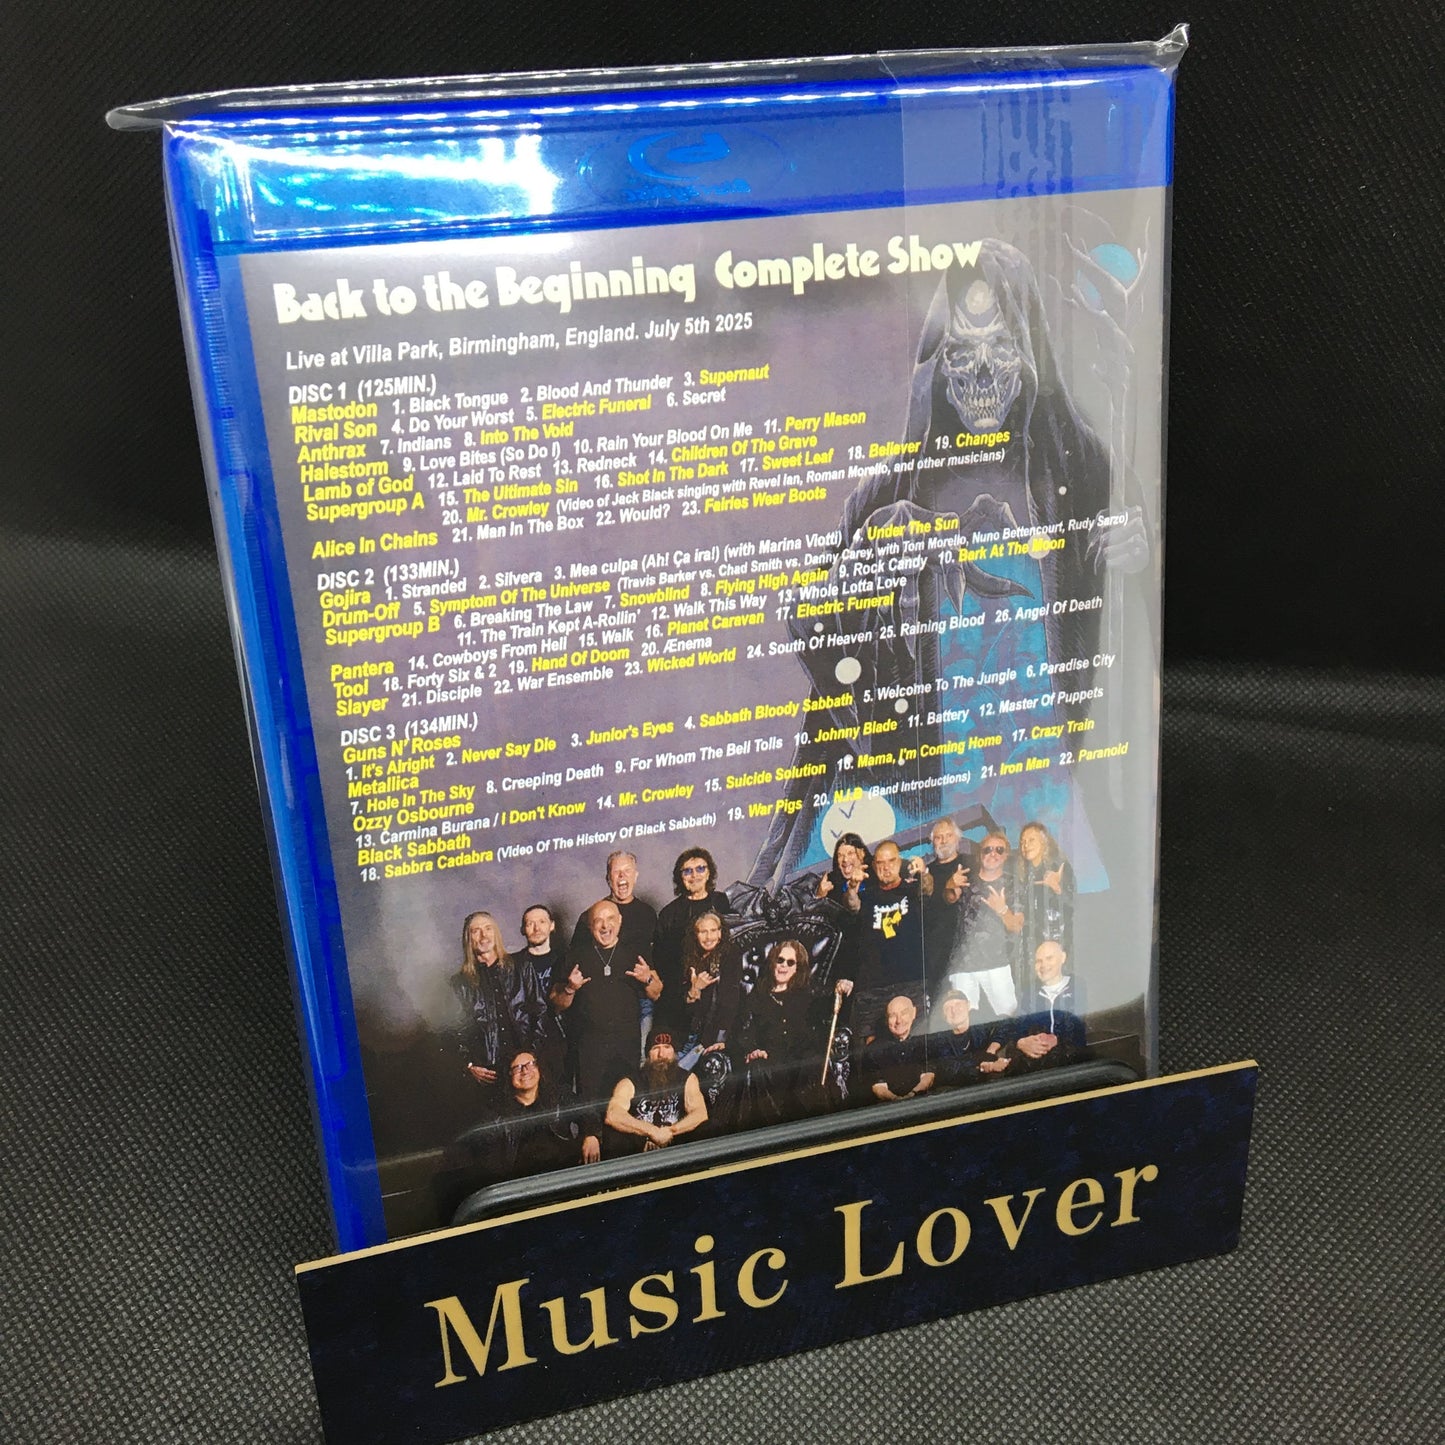 Back to the Beginning Complete Show
Live at Villa Park, Birmingham, England. July 5th 2025
DISC 1 (125MIN.)
Mastodon 1. Black Tongue 2. Blood And Thunder 3. Supernaut
Rival Son 4. Do Your Worst 5. Electric Funeral 6. Secret
Anthrax 7. Indians 8. Into The Void
Halestorm 9. Love Bites (So Do I) 10. Rain Your Blood On Me 11. Perry Mason
Lamb of God 12. Laid To Rest 13. Redneck 14. Children Of The Grave
Supergroup A 15. The Ultimate Sin 16. Shot in The Dark 17. Sweet Leaf 18. Believer 19. Changes
20. Mr. Crowley (Video of Jack Black singing with Revel Ian, Roman Morello, and other musicians)
Alice In Chains 21. Man In The Box 22. Would? 23. Fairies Wear Boots
DISC 2 (133MIN.)
Gojira 1. Stranded 2. Silvera 3. Mea culpa (Ah! Ça ira!) (with Marina Viotti) 4. Under The Sun
Drum-Off 5. Symptom Of The Universe (Travis Barker vs. Chad Smith vs. Danny Carey, with Tom Morello, Nuno Bettencourt, Rudy Sarzo)
Supergroup B 6. Breaking The Law 7. Snowblind 8. Flying High Again 9. Rock Candy 10. Bark At The Moon
11. The Train Kept A-Rollin' 12. Walk This Way 13. Whole Lotta Love
Pantera 14. Cowboys From Hell 15. Walk 16. Planet Caravan 17. Electric Funeral
Tool 18. Forty Six & 2 19. Hand Of Doom 20. Ænema
Slayer 21. Disciple 22. War Ensemble 23. Wicked World 24. South Of Heaven 25. Raining Blood 26. Angel Of Death
DISC 3 (134MIN.)
Guns N' Roses
1. It's Alright 2. Never Say Die 3. Junior's Eyes 4. Sabbath Bloody Sabbath 5. Welcome To The Jungle 6. Paradise City
Metallica
7. Hole In The Sky 8. Creeping Death 9. For Whom The Bell Tolls 10. Johnny Blade 11. Battery 12. Master Of Puppets
Ozzy Osbourne
13. Carmina Burana / I Don't Know 14. Mr. Crowley 15. Suicide Solution 16. Mama, I'm Coming Home 17. Crazy Train
Black Sabbath
18. Sabbra Cadabra (Video Of The History Of Black Sabbath) 19. War Pigs 20. N.I.B (Band Introductions) 21. Iron Man 22. Paranoid
Music Lover